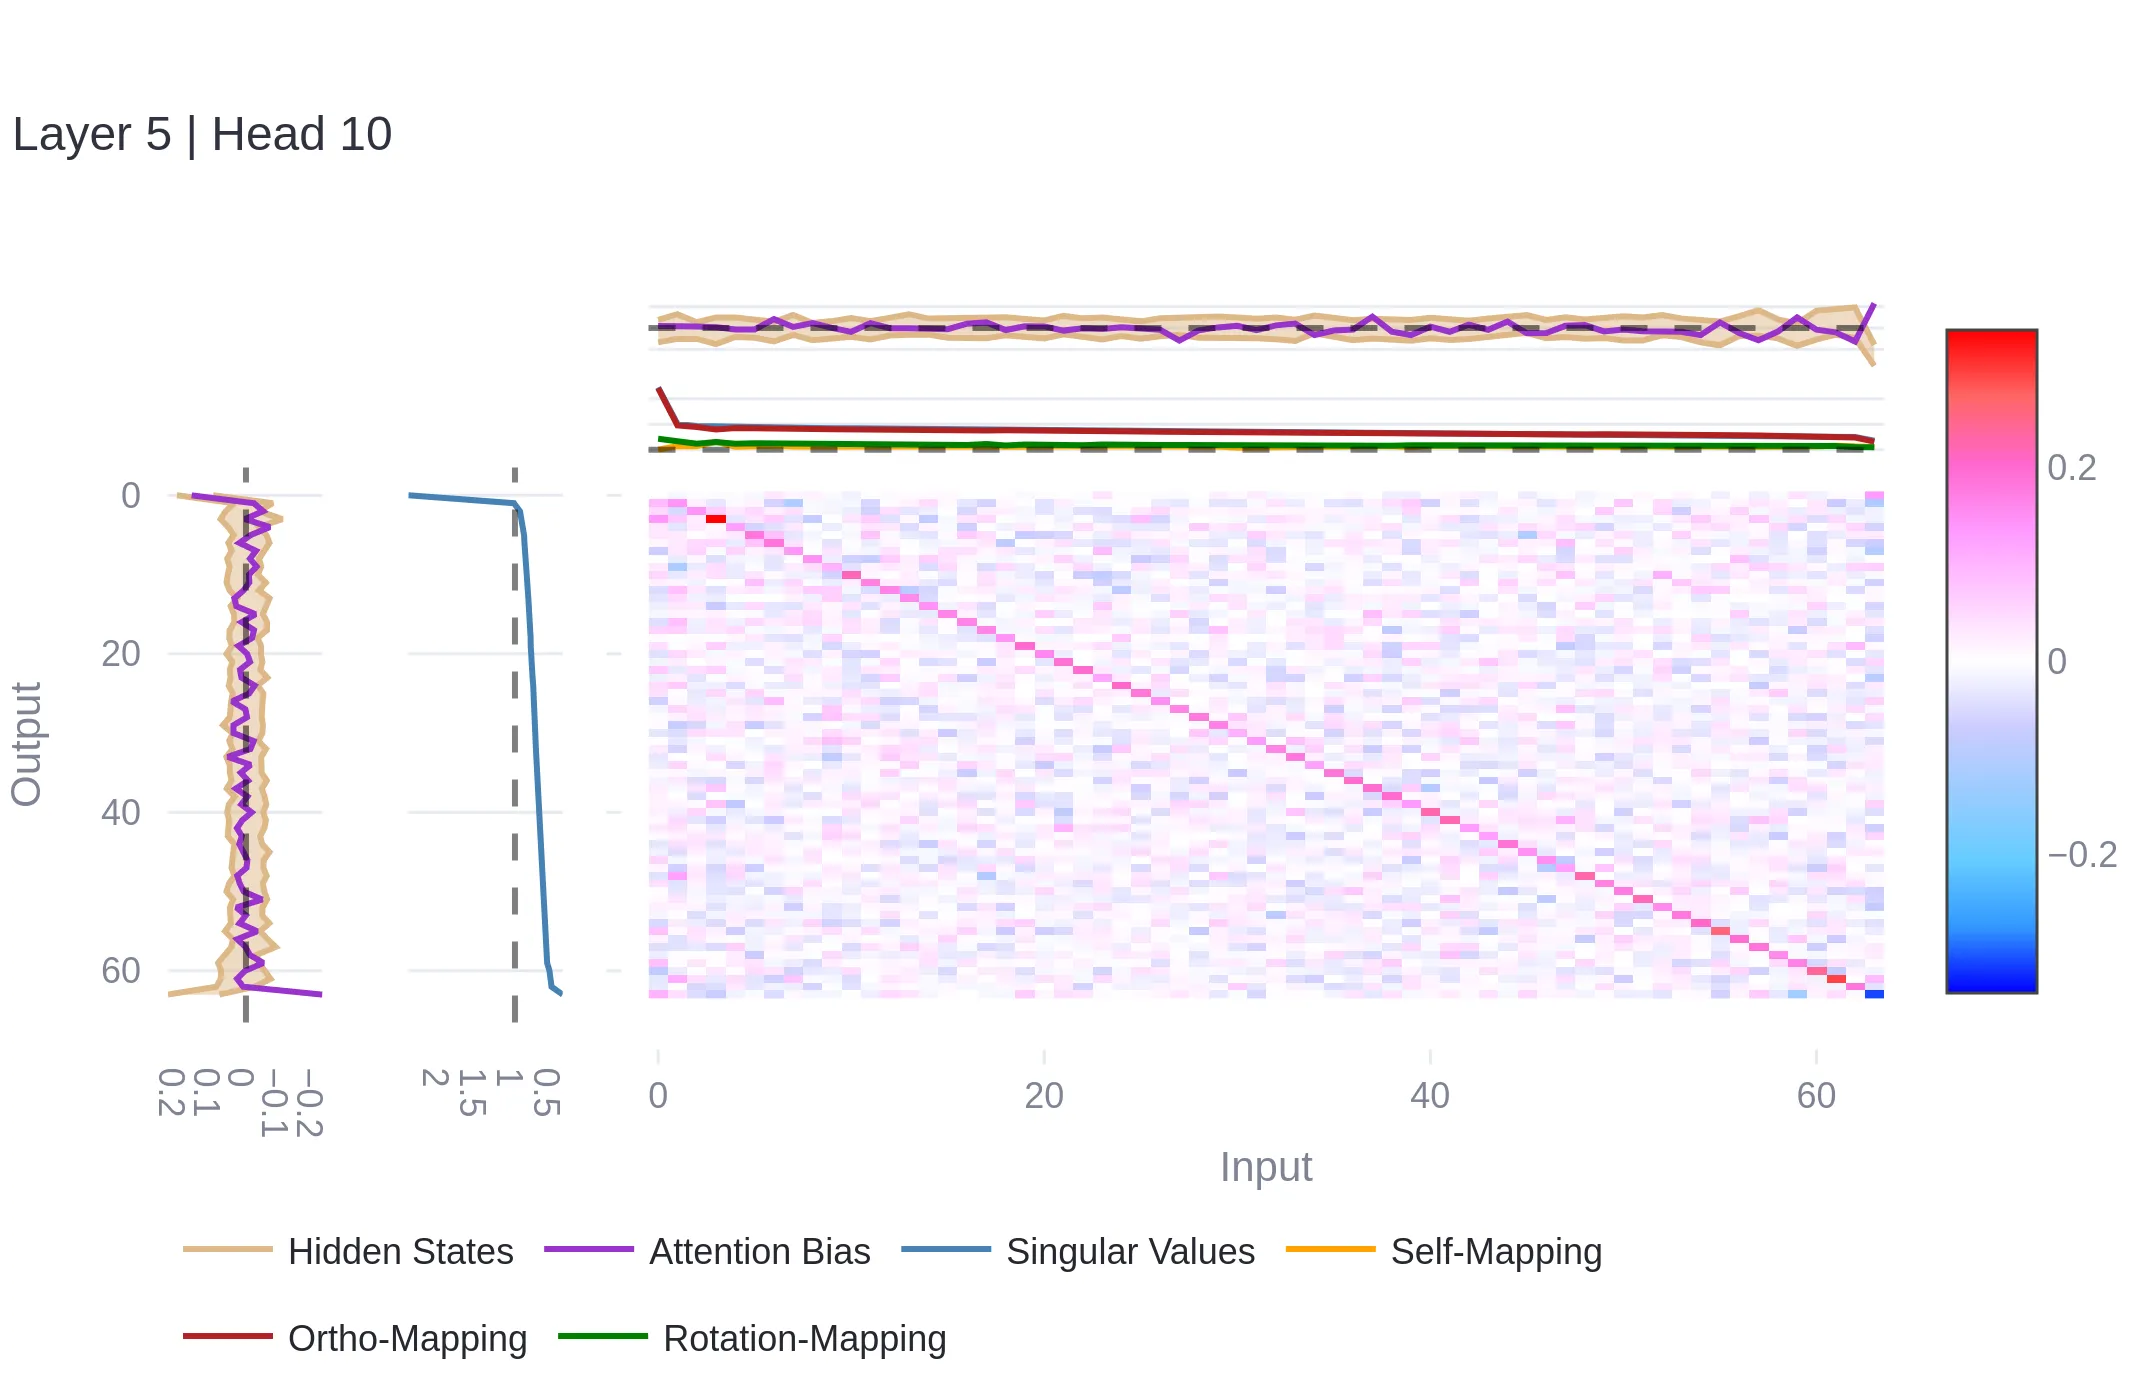 Layer 5 | Head 10
0
20
40
60
Output
0.2
0.1
0
−0.1
−0.2
2
1.5
1
0.5
0
20
40
60
Input
0.2
0
−0.2
Hidden States
Attention Bias
Singular Values
Self-Mapping
Ortho-Mapping
Rotation-Mapping